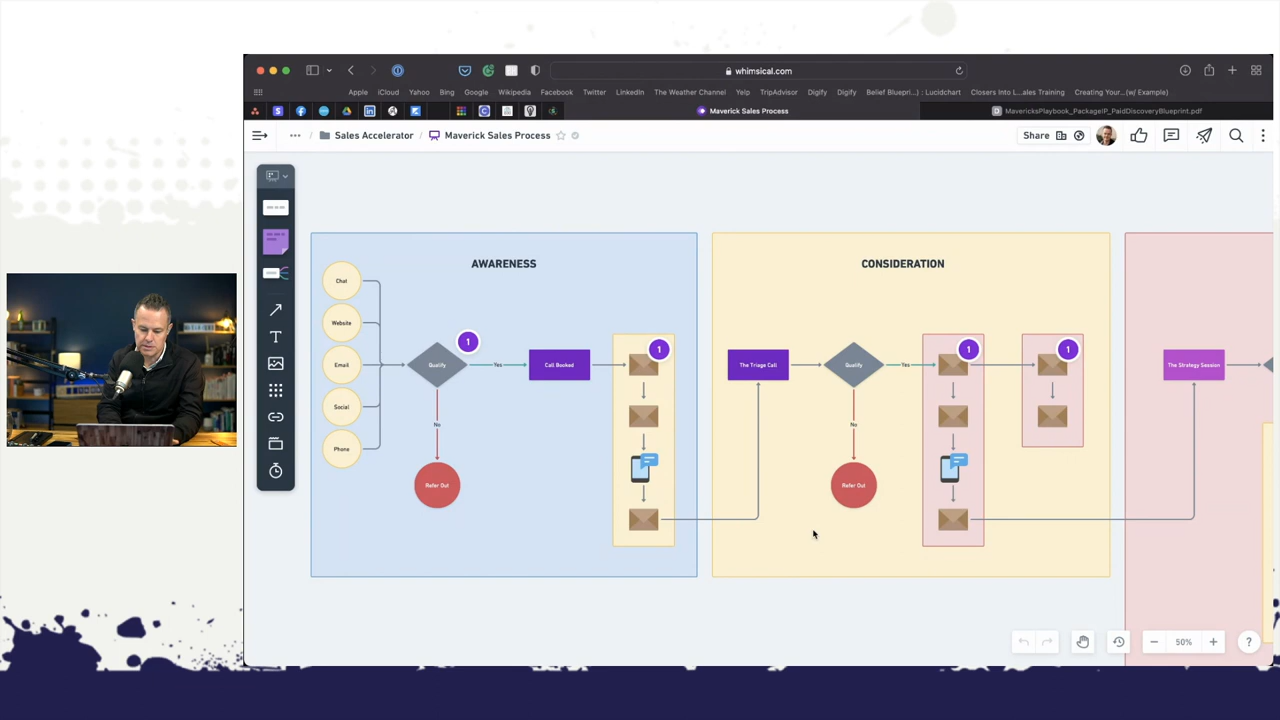 whimsical.com
Apple iCloud Yahoo Bing Google Wikipedia Facebook Twitter LinkedIn The Weather Channel Yelp TripAdvisor Digify Digify Belief Bluepri...) : Lucidchart Closers Into L...ales Training Creating Your...(w/ Example)
Maverick Sales Process
MavericksPlaybook_PackageIP_PaidDiscoveryBlueprint.pdf
... / Sales Accelerator / Maverick Sales Process
Share
AWARENESS
Chat
Website
Email
Social
Phone
Qualify
1
Yes
No
Refer Out
Call Booked
1
CONSIDERATION
The Triage Call
Qualify
Yes
No
Refer Out
1
1
The Strategy Session
50%
?